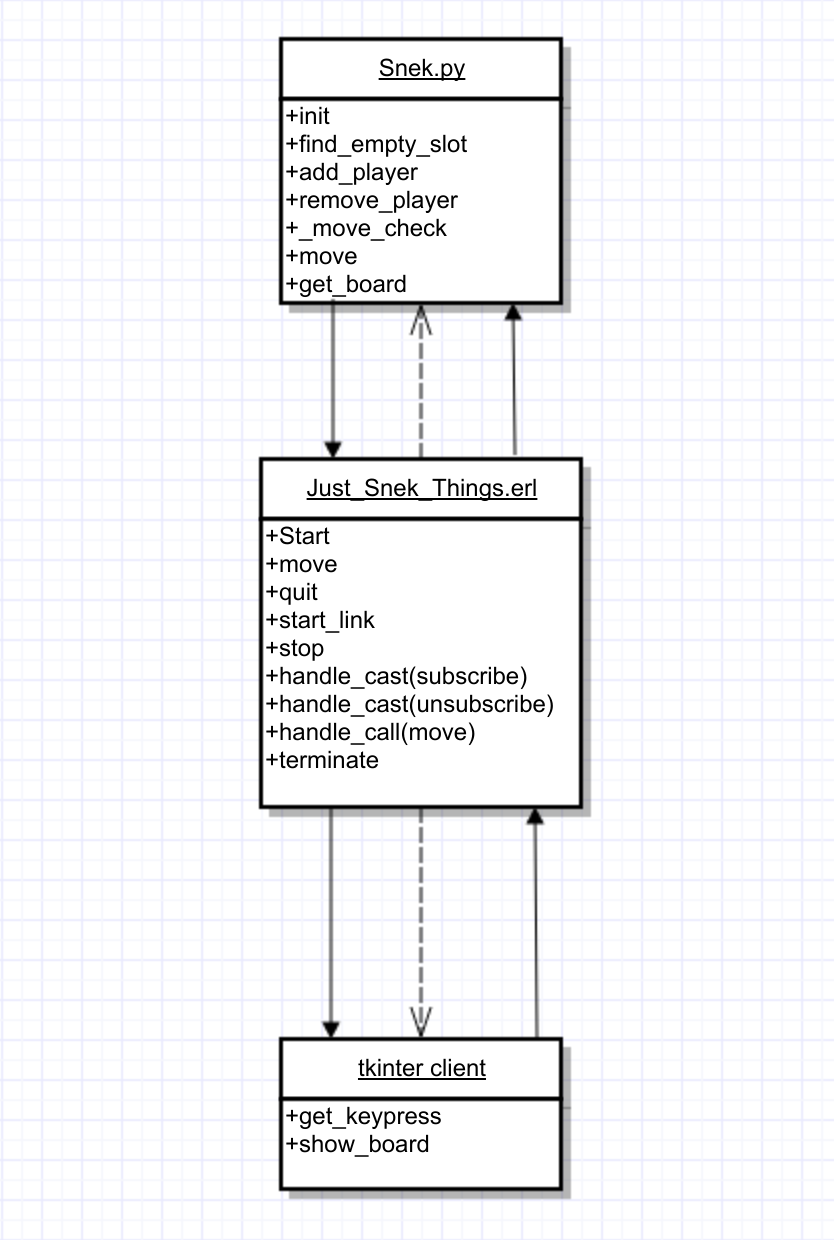 Snek.py
+init
+find_empty_slot
+add_player
+remove_player
+_move_check
+move
+get_board
Just_Snek_Things.erl
+Start
+move
+quit
+start_link
+stop
+handle_cast(subscribe)
+handle_cast(unsubscribe)
+handle_call(move)
+terminate
tkinter client
+get_keypress
+show_board